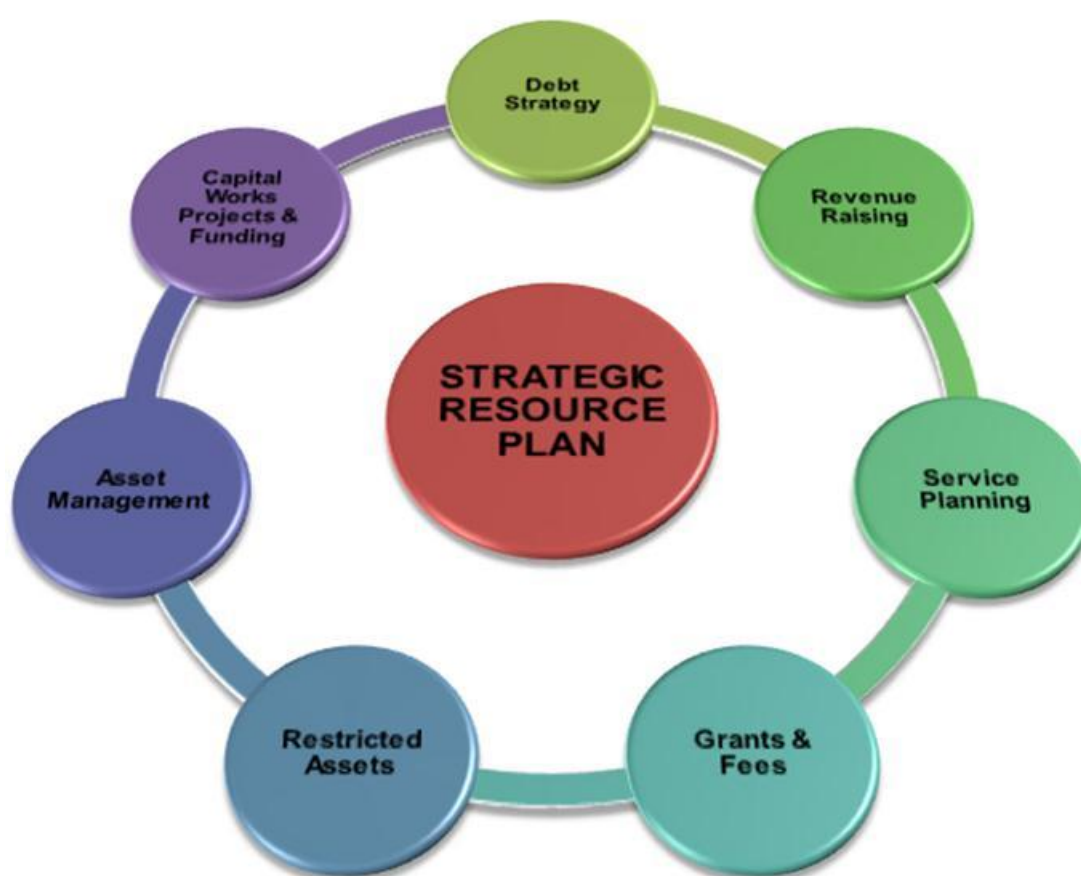 Debt
Strategy
Revenue
Raising
Service
Planning
Grants &
Fees
Restricted
Assets
Asset
Management
Capital
Works
Projects &
Funding
STRATEGIC
RESOURCE
PLAN